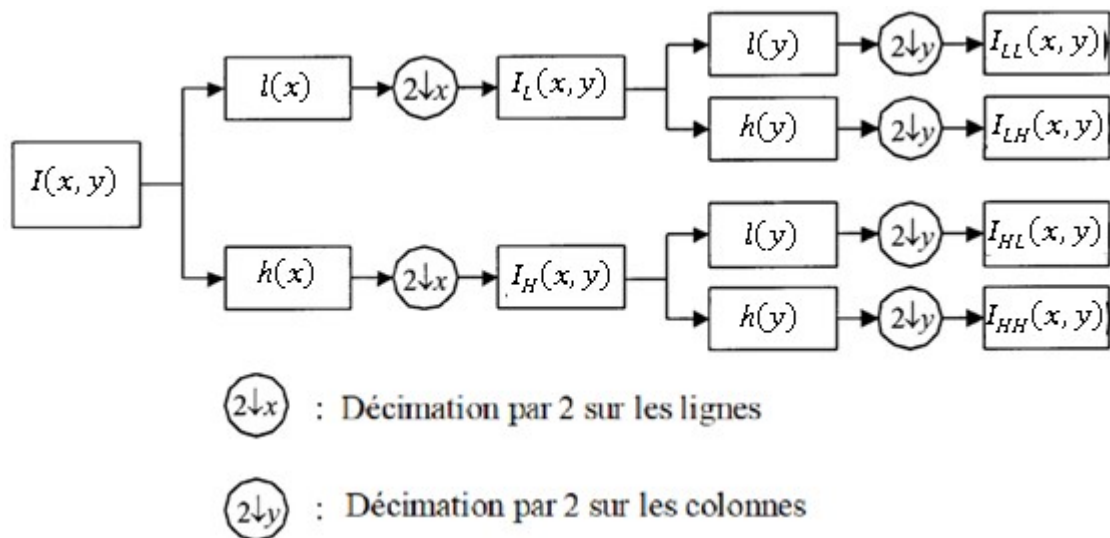 l(y) 2↓y I_LL(x, y)
l(x) 2↓x I_L(x, y)
h(y) 2↓y I_LH(x, y)
I(x, y)
l(y) 2↓y I_HL(x, y)
h(x) 2↓x I_H(x, y)
h(y) 2↓y I_HH(x, y)
2↓x : Décimation par 2 sur les lignes
2↓y : Décimation par 2 sur les colonnes